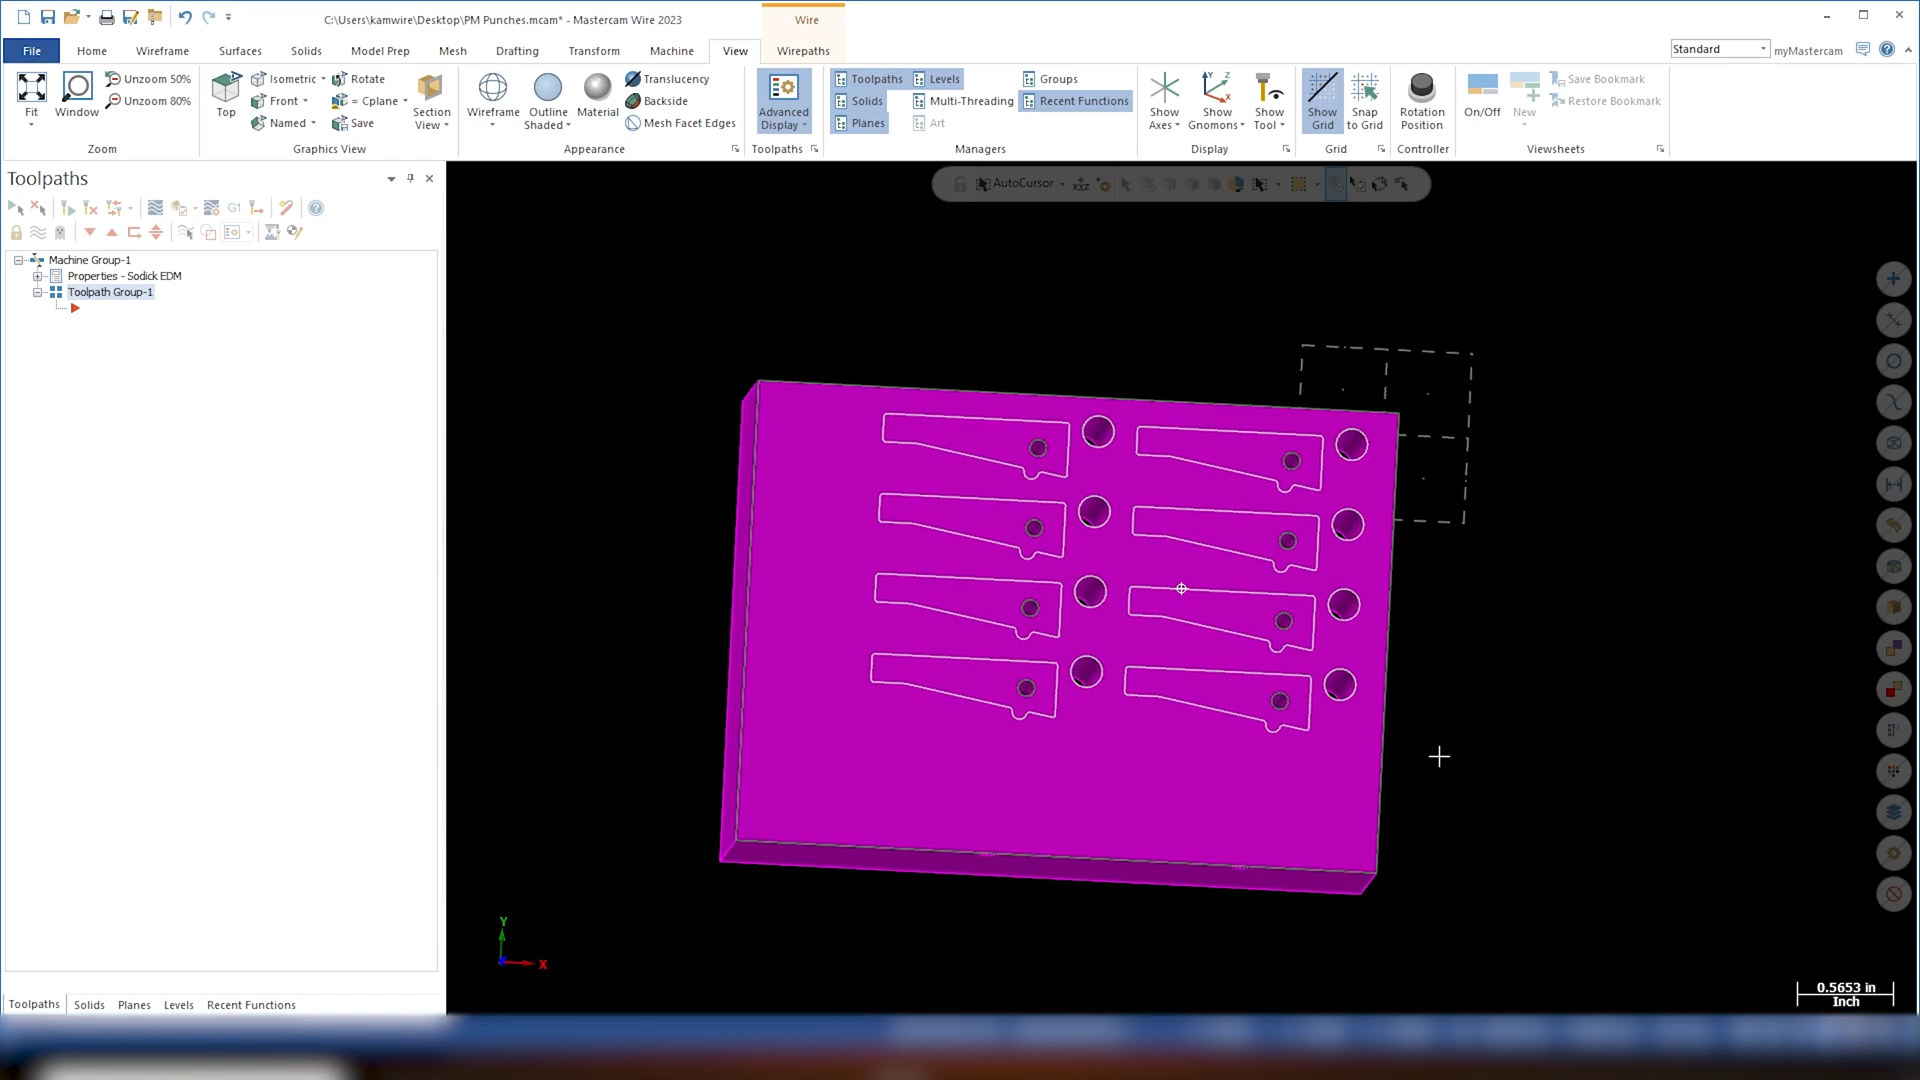 C:\Users\kamwire\Desktop\PM Punches.mcam* - Mastercam Wire 2023
Wire
File
Home
Wireframe
Surfaces
Solids
Model Prep
Mesh
Drafting
Transform
Machine
View
Wirepaths
Standard
myMastercam
Fit
Window
Unzoom 50%
Unzoom 80%
Zoom
Top
Isometric
Front
Named
Rotate
= Cplane
Save
Section
View
Graphics View
Wireframe
Outline
Shaded
Material
Translucency
Backside
Mesh Facet Edges
Appearance
Advanced
Display
Toolpaths
Toolpaths
Solids
Planes
Levels
Multi-Threading
Art
Groups
Recent Functions
Managers
Show
Axes
Show
Gnomons
Show
Tool
Display
Show
Grid
Snap
to Grid
Grid
Rotation
Position
Controller
On/Off
New
Save Bookmark
Restore Bookmark
Viewsheets
Toolpaths
G1
AutoCursor
XYZ
Machine Group-1
Properties - Sodick EDM
Toolpath Group-1
Y
X
0.5653 in
Inch
Toolpaths
Solids
Planes
Levels
Recent Functions